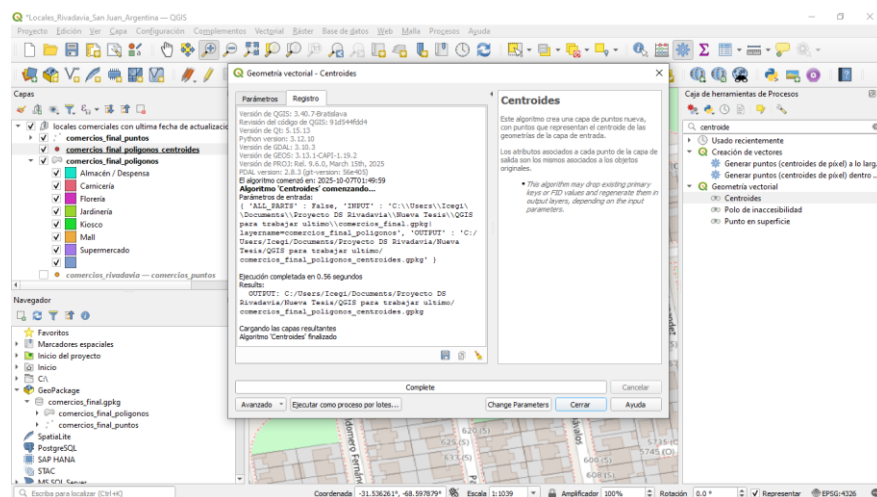 *Locales_Rivadavia_San Juan_Argentina — QGIS
Proyecto Edición Ver Capa Configuración Complementos Vectorial Ráster Base de datos Web Malla Procesos Ayuda
Capas
locales comerciales con ultima fecha de actualizacio
comercios_final_puntos
comercios_final_poligonos_centroides
comercios_final_poligonos
Almacén / Despensa
Carnicería
Florería
Jardinería
Kiosco
Mall
Supermercado
comercios_rivadavia — comercios_puntos
Navegador
Favoritos
Marcadores espaciales
Inicio del proyecto
Inicio
C:\
GeoPackage
comercios_final.gpkg
comercios_final_poligonos
comercios_final_puntos
SpatiaLite
PostgreSQL
SAP HANA
STAC
MS SQL Server
Geometría vectorial - Centroides
Parámetros Registro
Versión de QGIS: 3.40.7-Bratislava
Revisión del código de QGIS: 91d544fdd4
Versión de Qt: 5.15.13
Python version: 3.12.10
Versión de GDAL: 3.10.3
Versión de GEOS: 3.13.1-CAPI-1.19.2
Versión de PROJ: Rel. 9.6.0, March 15th, 2025
PDAL version: 2.8.3 (git-version: 56e405)
El algoritmo comenzó en: 2025-10-07T01:49:59
Algoritmo 'Centroides' comenzando…
Parámetros de entrada:
{ 'ALL_PARTS' : False, 'INPUT' : 'C:\\Users\\Icegi\
\Documents\\Proyecto DS Rivadavia\\Nueva Tesis\\QGIS
para trabajar ultimo\\comercios_final.gpkg|
layername=comercios_final_poligonos', 'OUTPUT' : 'C:/
Users/Icegi/Documents/Proyecto DS Rivadavia/Nueva
Tesis/QGIS para trabajar ultimo/
comercios_final_poligonos_centroides.gpkg' }
Ejecución completada en 0.56 segundos
Results:
OUTPUT: C:/Users/Icegi/Documents/Proyecto DS
Rivadavia/Nueva Tesis/QGIS para trabajar ultimo/
comercios_final_poligonos_centroides.gpkg
Cargando las capas resultantes
Algoritmo 'Centroides' finalizado
Centroides
Este algoritmo crea una capa de puntos nueva,
con puntos que representan el centroide de las
geometrías de la capa de entrada.
Los atributos asociados a cada punto de la capa de
salida son los mismos asociados a los objetos
originales.
This algorithm may drop existing primary
keys or FID values and regenerate them in
output layers, depending on the input
parameters.
Complete
Cancelar
Avanzado Ejecutar como proceso por lotes… Change Parameters Cerrar Ayuda
Caja de herramientas de Procesos
centroide
Usado recientemente
Creación de vectores
Generar puntos (centroides de píxel) a lo larg…
Generar puntos (centroides de píxel) dentro …
Geometría vectorial
Centroides
Polo de inaccesibilidad
Punto en superficie
620 (5)
625 (5)
633 (5)
600 (5)
608 (5)
5735 (O
5745 (O)
Escriba para localizar (Ctrl+K)
Coordenada -31.536261°, -68.597879° Escala 1:1039 Amplificador 100% Rotación 0.0 ° Representar EPSG:4326